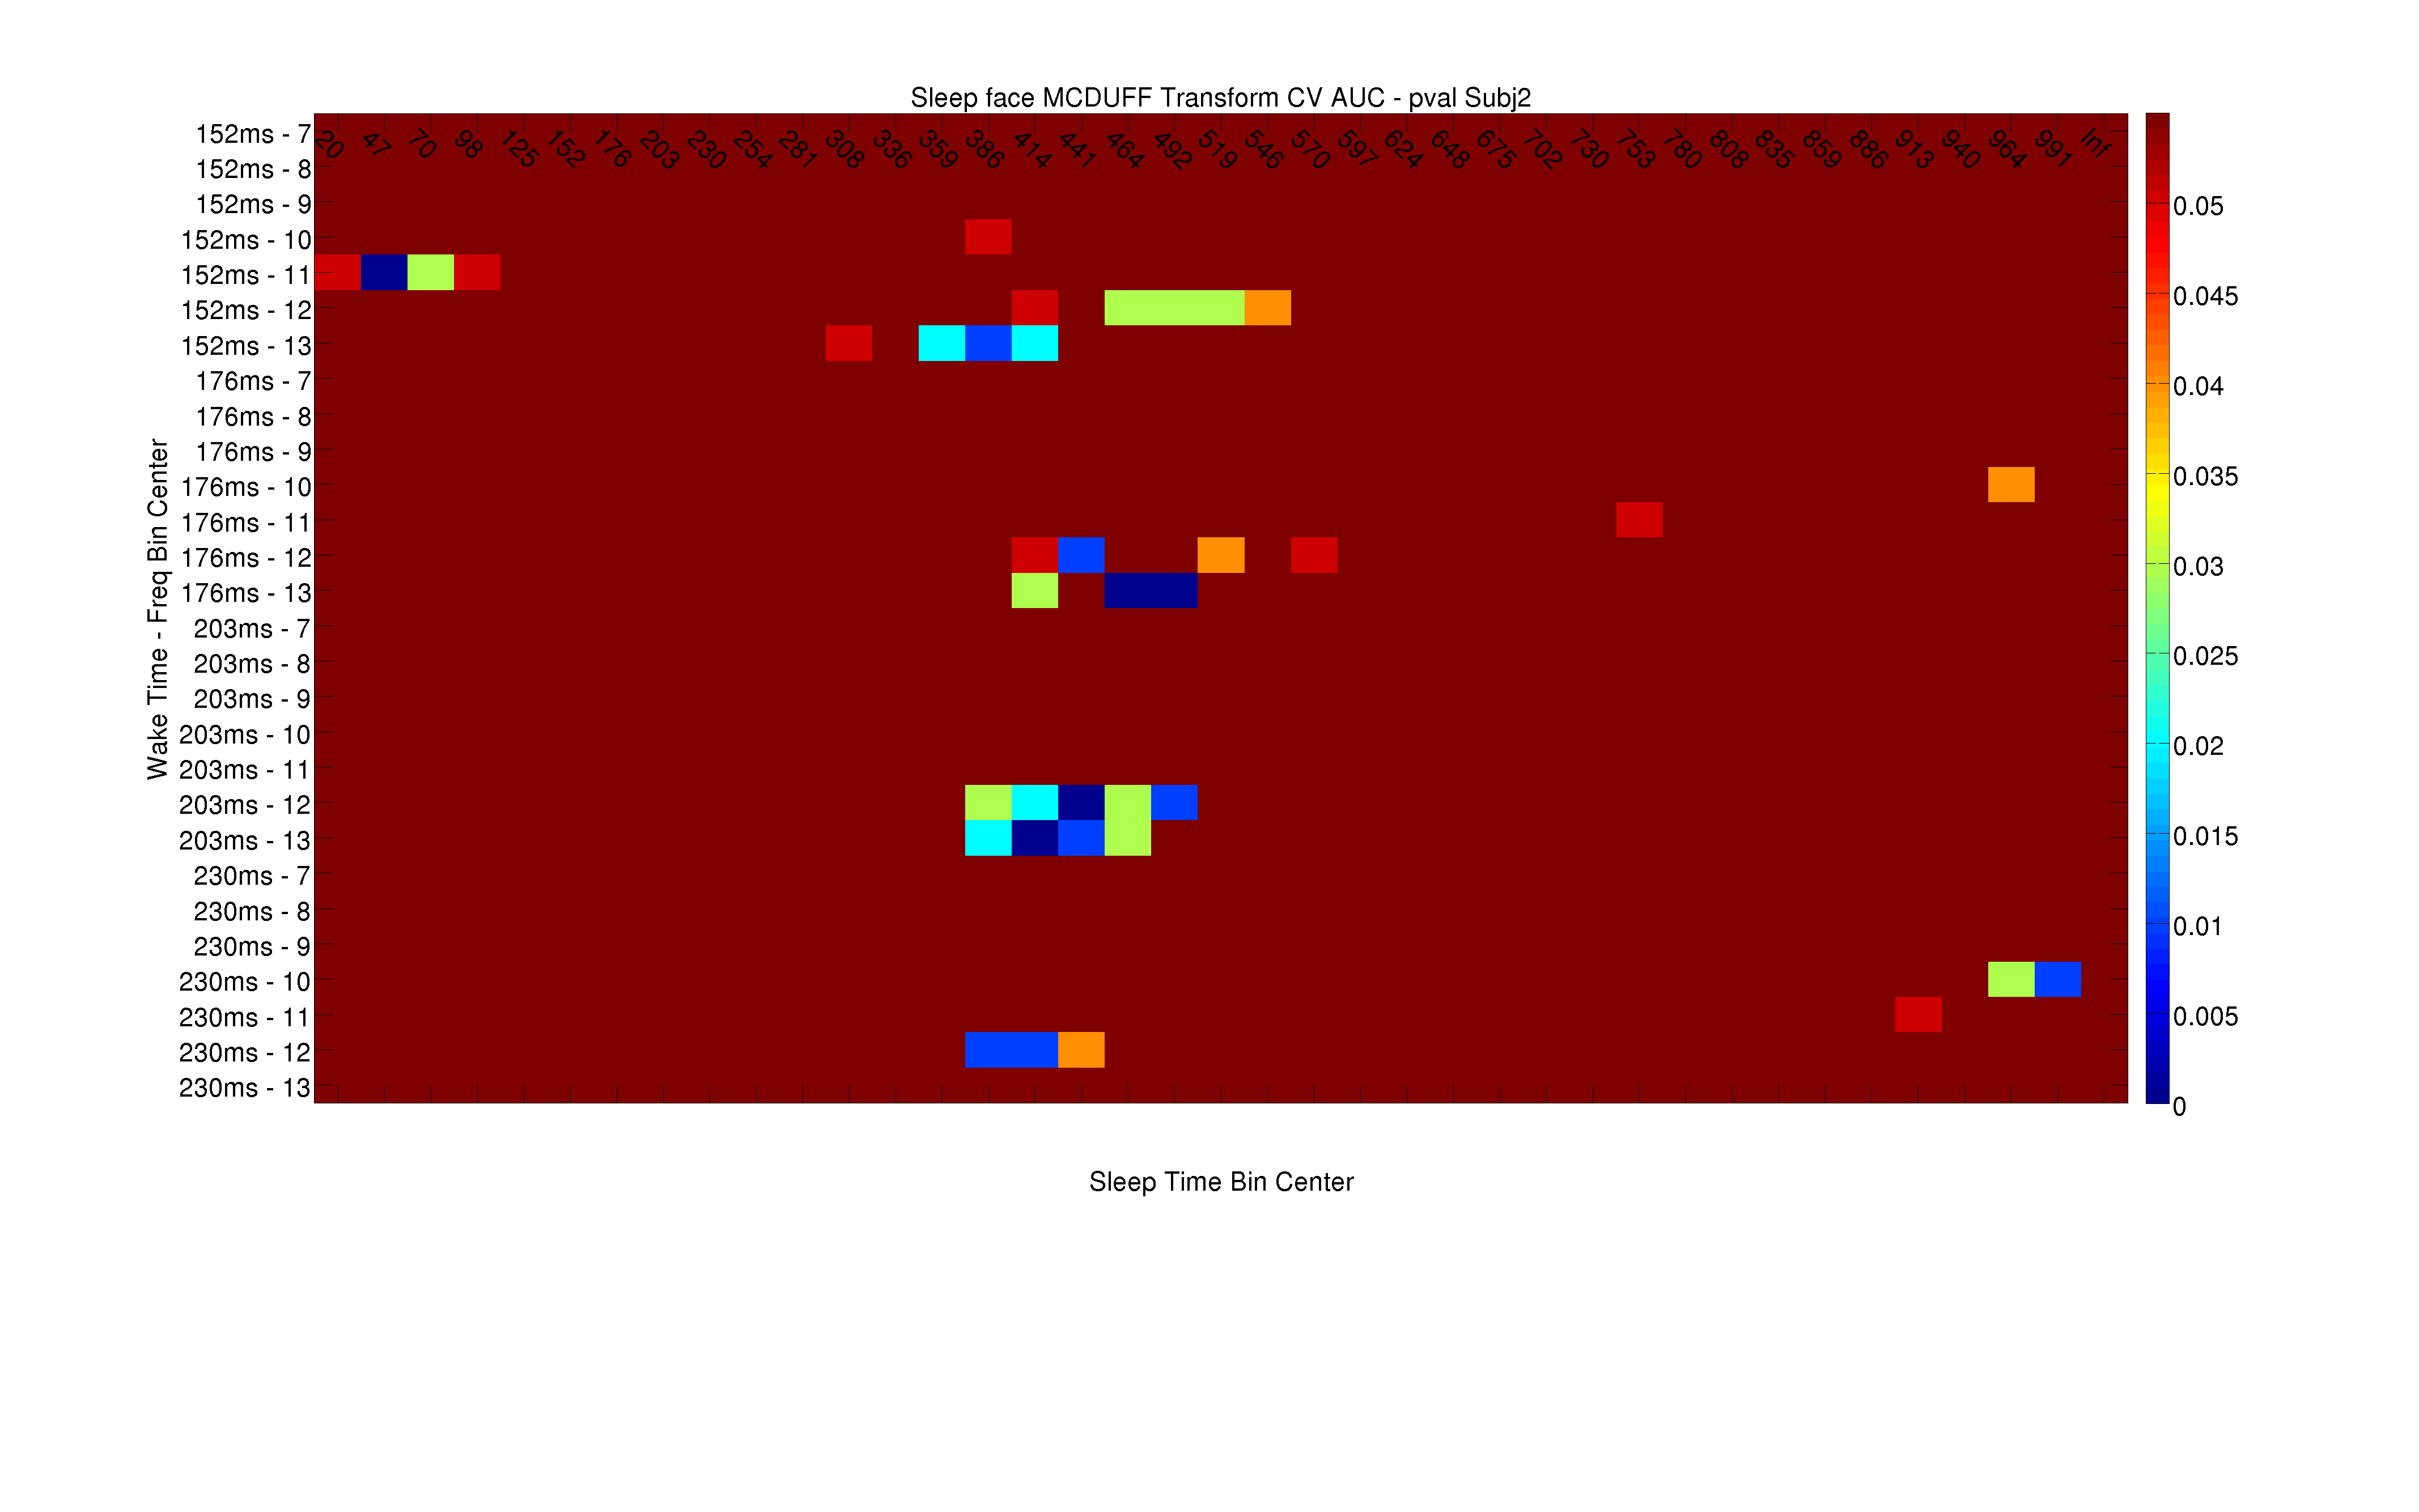 Sleep face MCDUFF Transform CV AUC - pval Subj2
20 47 70 98 125 152 176 203 230 254 281 308 336 359 386 414 441 464 492 519 546 570 597 624 648 675 702 730 753 780 808 835 859 886 913 940 964 991 Inf
152ms - 7
152ms - 8
152ms - 9
152ms - 10
152ms - 11
152ms - 12
152ms - 13
176ms - 7
176ms - 8
176ms - 9
176ms - 10
176ms - 11
176ms - 12
176ms - 13
203ms - 7
203ms - 8
203ms - 9
203ms - 10
203ms - 11
203ms - 12
203ms - 13
230ms - 7
230ms - 8
230ms - 9
230ms - 10
230ms - 11
230ms - 12
230ms - 13
Wake Time - Freq Bin Center
0.05
0.045
0.04
0.035
0.03
0.025
0.02
0.015
0.01
0.005
0
Sleep Time Bin Center